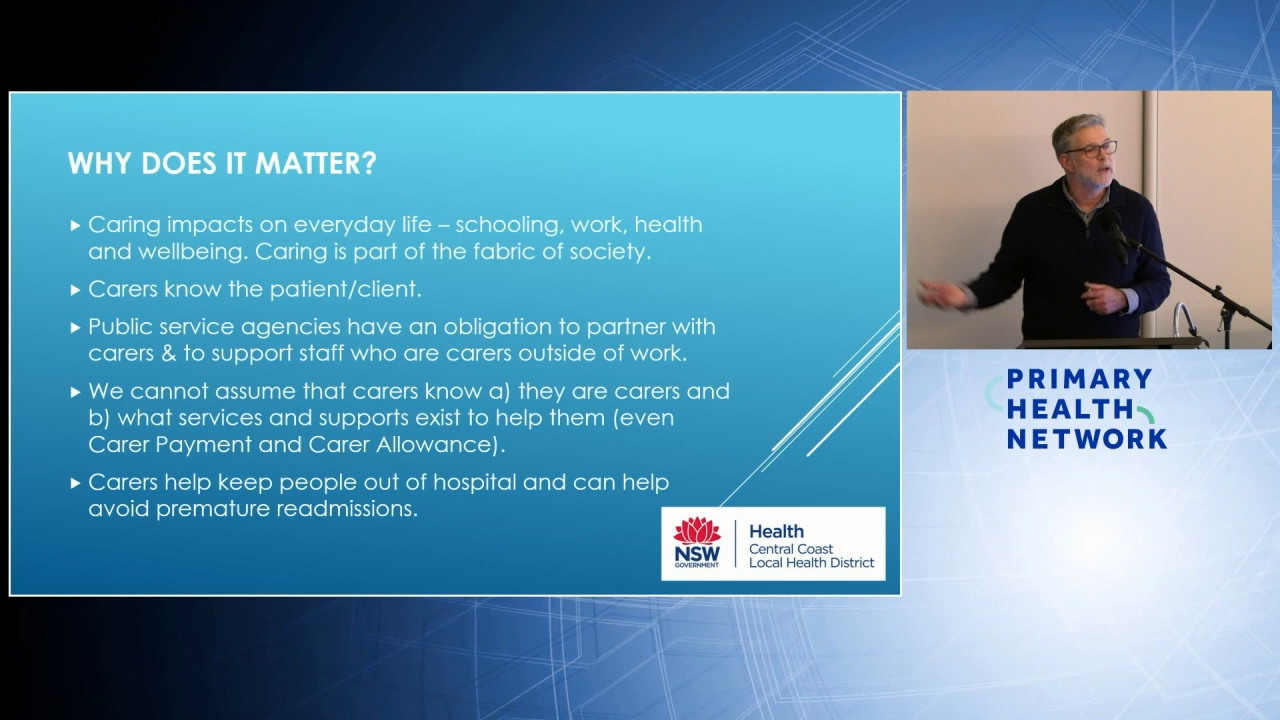 WHY DOES IT MATTER?
Caring impacts on everyday life – schooling, work, health
and wellbeing. Caring is part of the fabric of society.
Carers know the patient/client.
Public service agencies have an obligation to partner with
carers & to support staff who are carers outside of work.
We cannot assume that carers know a) they are carers and
b) what services and supports exist to help them (even
Carer Payment and Carer Allowance).
Carers help keep people out of hospital and can help
avoid premature readmissions.
NSW
GOVERNMENT
Health
Central Coast
Local Health District
PRIMARY
HEALTH
NETWORK